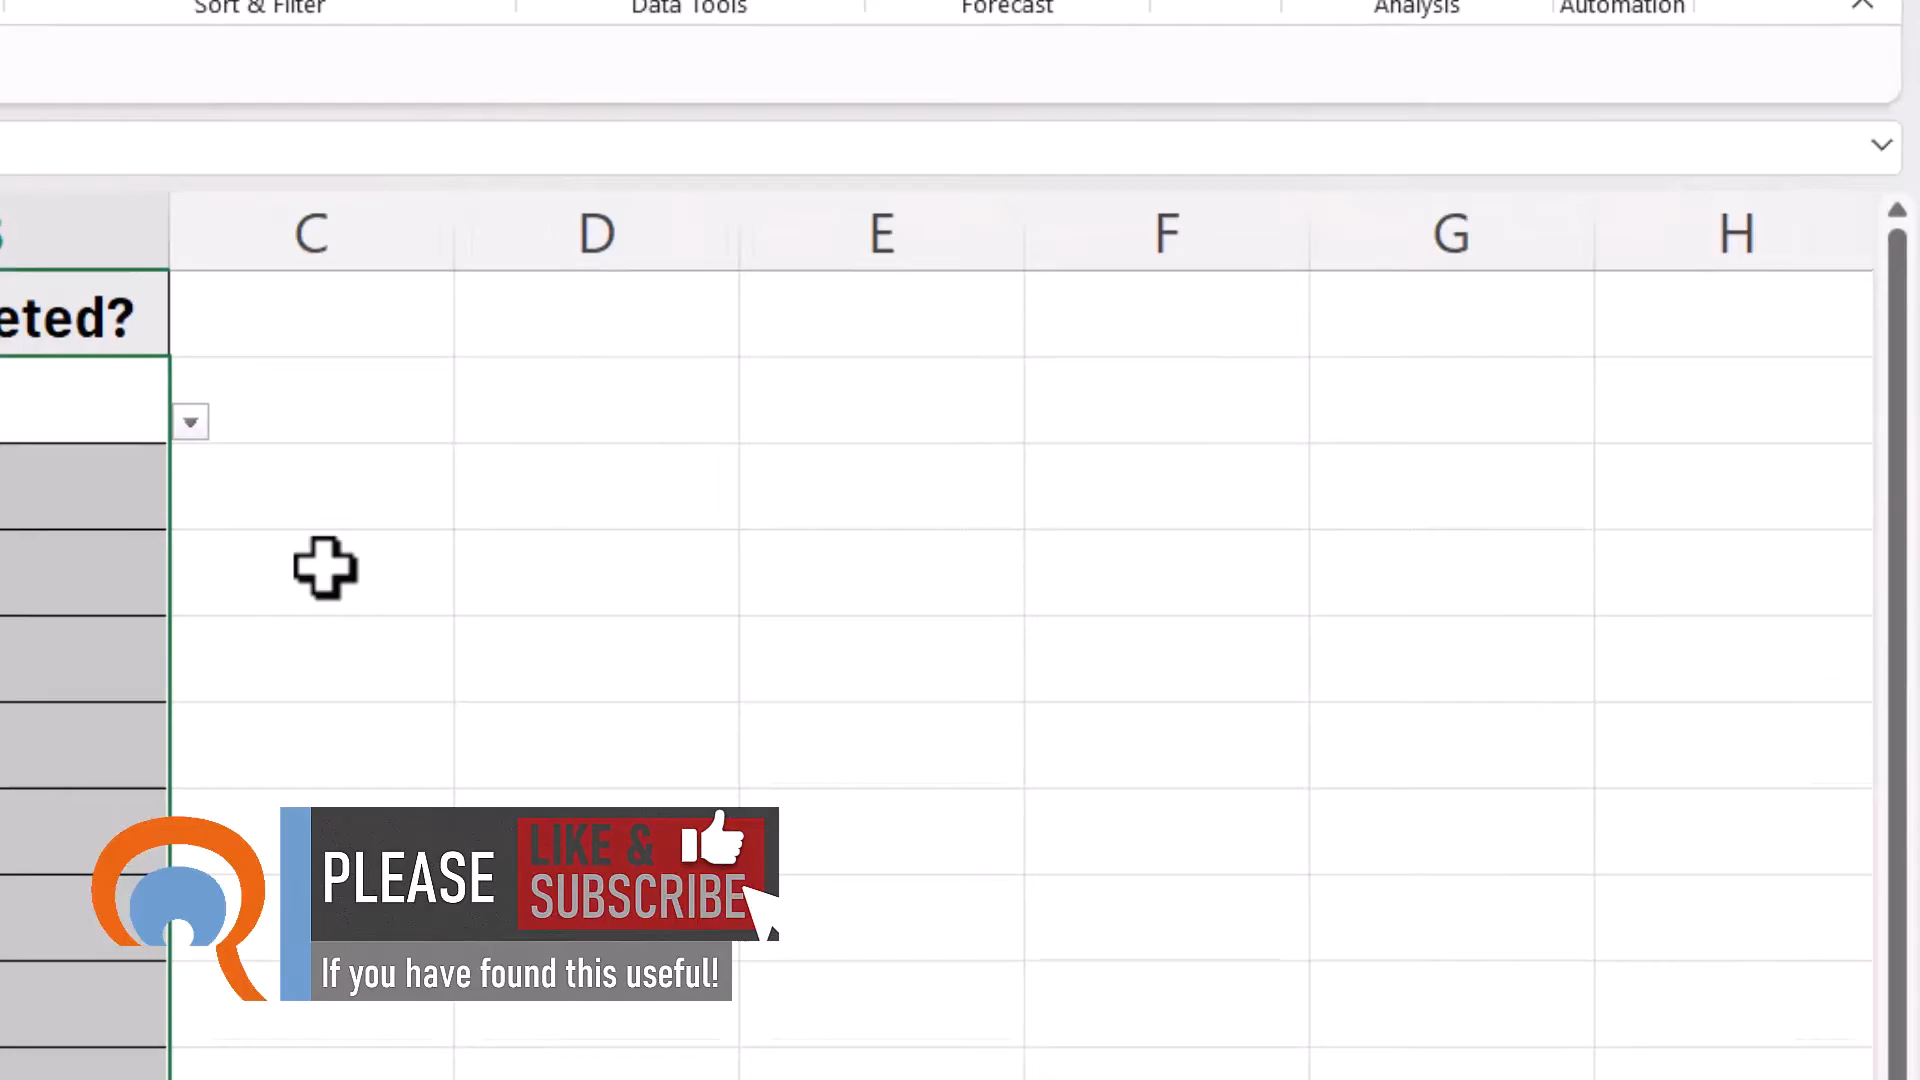 Sort & Filter Data Tools Forecast Analysis Automation
C D E F G H
eted?
PLEASE LIKE & SUBSCRIBE
If you have found this useful!